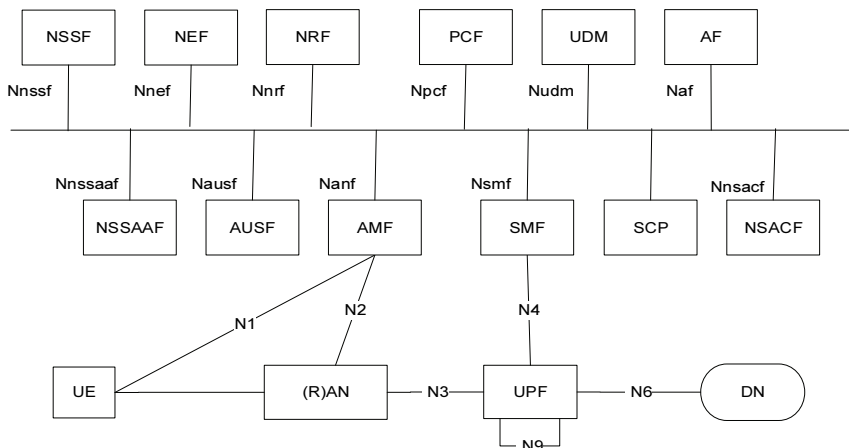 NSSF NEF NRF PCF UDM AF
Nnssf Nnef Nnrf Npcf Nudm Naf
Nnssaaf Nausf Nanf Nsmf Nnsacf
NSSAAF AUSF AMF SMF SCP NSACF
N1 N2 N4
UE (R)AN N3 UPF N6 DN
N9